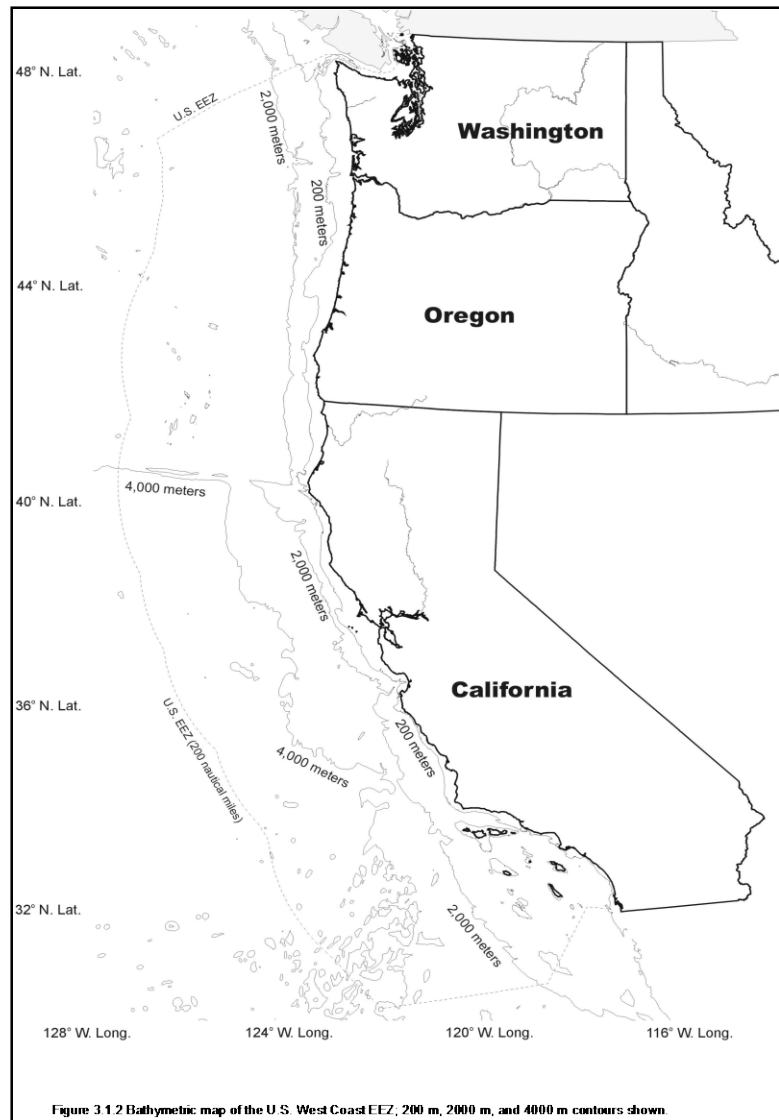 48° N. Lat.
U.S. EEZ
2,000 meters
Washington
200 meters
44° N. Lat.
Oregon
4,000 meters
40° N. Lat.
2,000 meters
36° N. Lat.
California
U.S. EEZ (200 nautical miles)
200 meters
4,000 meters
32° N. Lat.
2,000 meters
128° W. Long.
124° W. Long.
120° W. Long.
116° W. Long.
Figure 3.1.2 Bathymetric map of the U.S. West Coast EEZ; 200 m, 2000 m, and 4000 m contours shown.